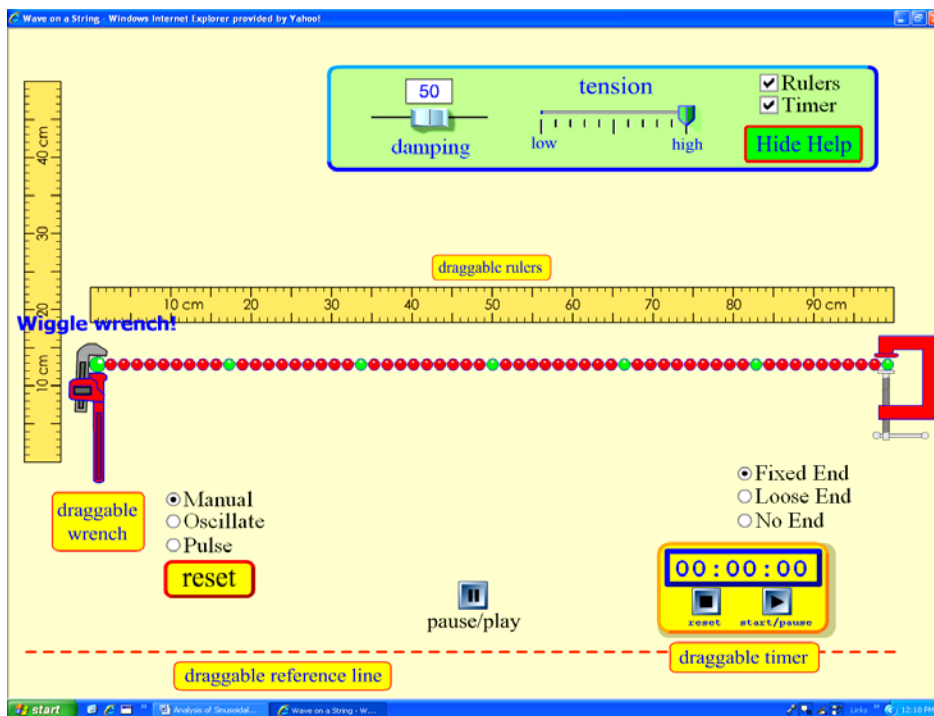 Wave on a String - Windows Internet Explorer provided by Yahoo!
50
damping
tension
low
high
Rulers
Timer
Hide Help
10 cm
20
30
40 cm
draggable rulers
10 cm 20 30 40 50 60 70 80 90 cm
Wiggle wrench!
draggable
wrench
Manual
Oscillate
Pulse
reset
pause/play
Fixed End
Loose End
No End
00:00:00
reset start/pause
draggable timer
draggable reference line
start
Analysis of Sinusoidal...
Wave on a String - W...
Links
12:18 PM